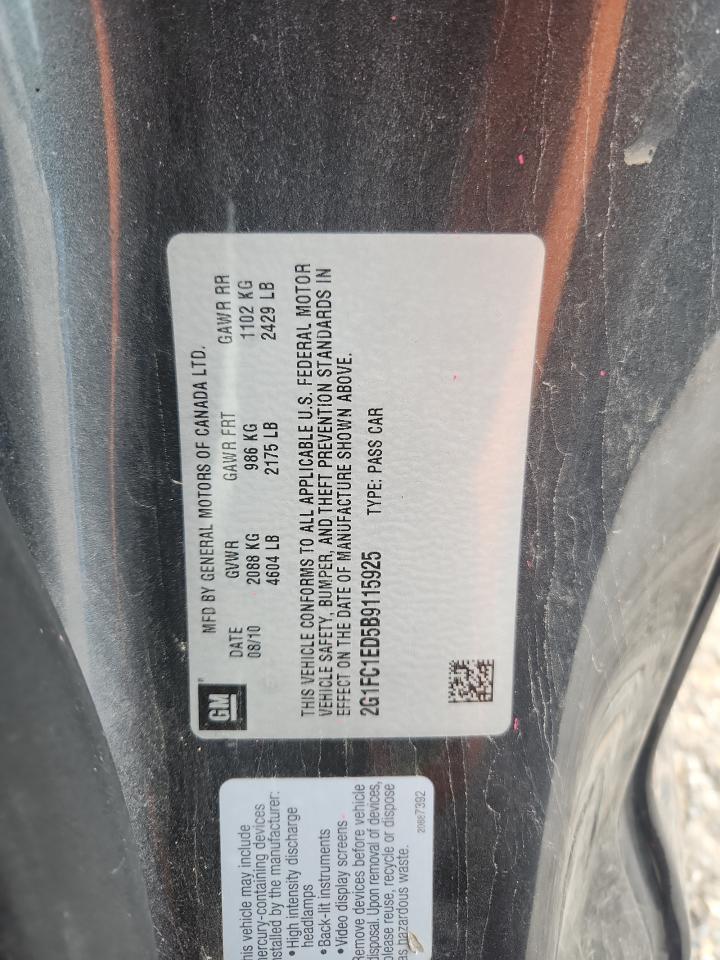 GM
MFD BY GENERAL MOTORS OF CANADA LTD.
DATE GVWR GAWR FRT GAWR RR
08/10 2088 KG 986 KG 1102 KG
4604 LB 2175 LB 2429 LB
THIS VEHICLE CONFORMS TO ALL APPLICABLE U.S. FEDERAL MOTOR
VEHICLE SAFETY, BUMPER, AND THEFT PREVENTION STANDARDS IN
EFFECT ON THE DATE OF MANUFACTURE SHOWN ABOVE.
2G1FC1ED5B9115925 TYPE: PASS CAR
his vehicle may include
ercury-containing devices
stalled by the manufacturer:
• High intensity discharge
headlamps
• Back-lit instruments
• Video display screens
Remove devices before vehicle
disposal. Upon removal of devices,
please reuse, recycle or dispose
as hazardous waste.
20887392